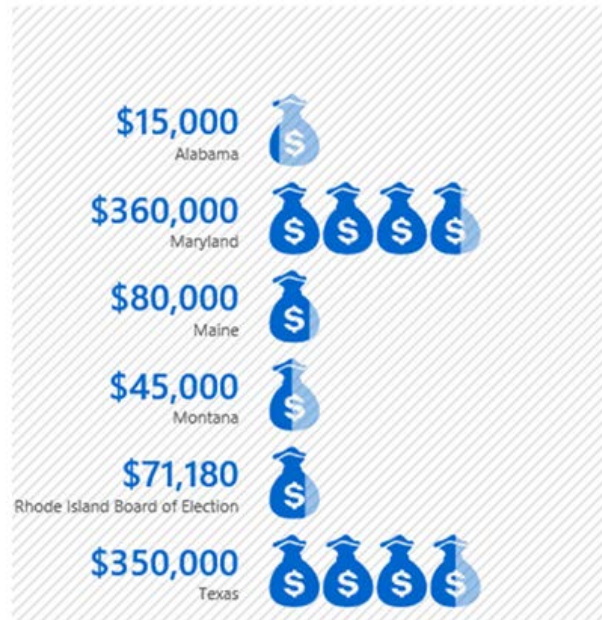 $15,000
Alabama
$360,000
Maryland
$80,000
Maine
$45,000
Montana
$71,180
Rhode Island Board of Election
$350,000
Texas